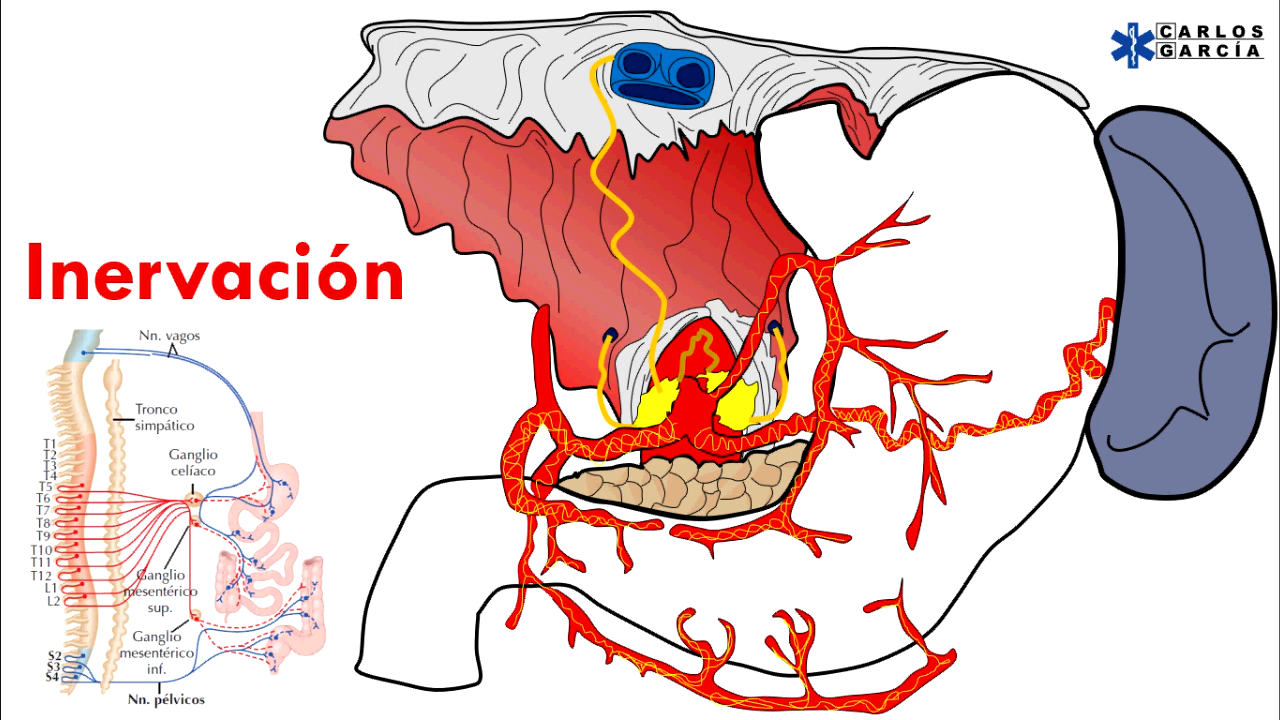 CARLOS
GARCÍA
Inervación
Nn. vagos
Tronco
simpático
Ganglio
celíaco
T1
T2
T3
T4
T5
T6
T7
T8
T9
T10
T11
T12
L1
L2
Ganglio
mesentérico
sup.
Ganglio
mesentérico
inf.
S2
S3
S4
Nn. pélvicos